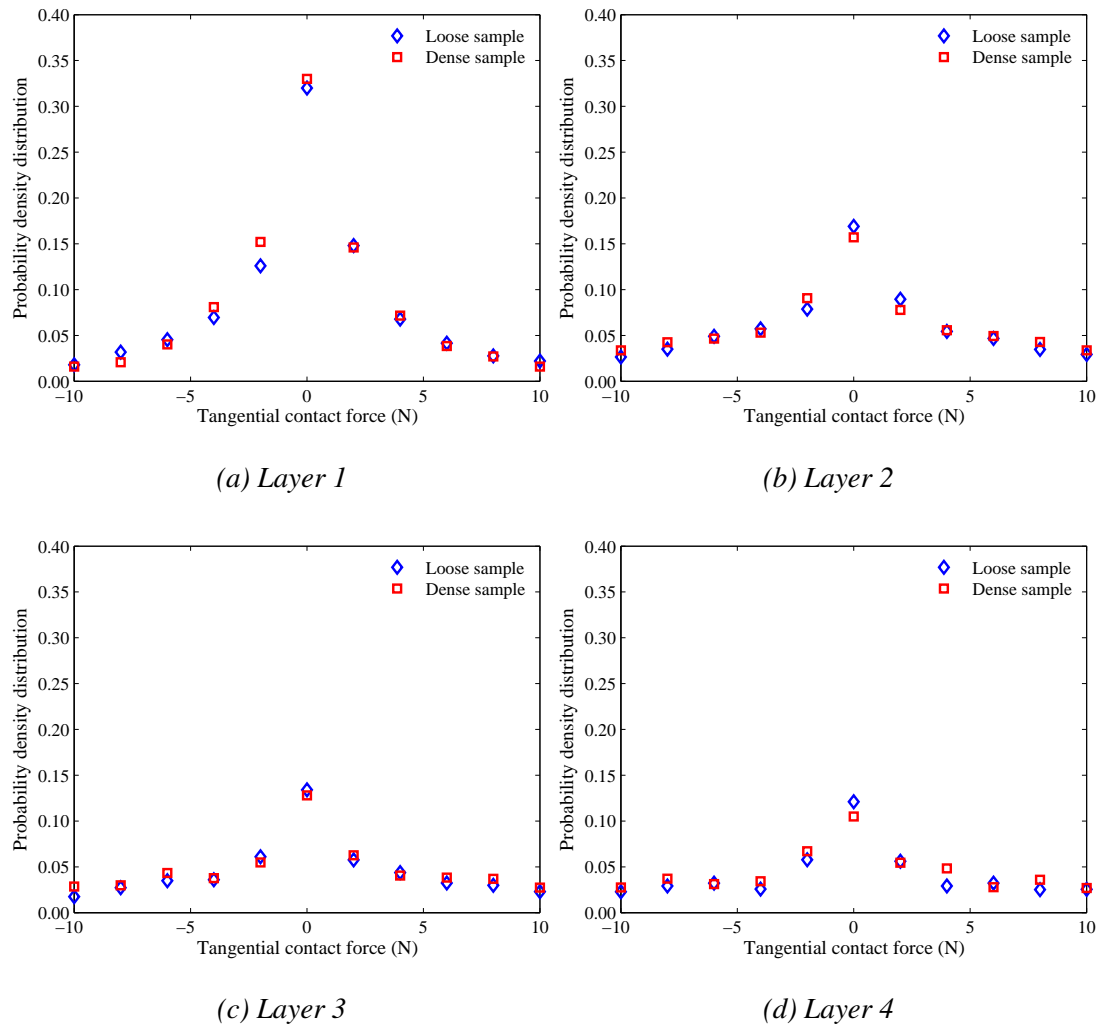 0.40
0.35
0.30
0.25
0.20
0.15
0.10
0.05
0.00
Probability density distribution
−10
−5
0
5
10
Tangential contact force (N)
Loose sample
Dense sample
(a) Layer 1
0.40
0.35
0.30
0.25
0.20
0.15
0.10
0.05
0.00
Probability density distribution
−10
−5
0
5
10
Tangential contact force (N)
Loose sample
Dense sample
(b) Layer 2
0.40
0.35
0.30
0.25
0.20
0.15
0.10
0.05
0.00
Probability density distribution
−10
−5
0
5
10
Tangential contact force (N)
Loose sample
Dense sample
(c) Layer 3
0.40
0.35
0.30
0.25
0.20
0.15
0.10
0.05
0.00
Probability density distribution
−10
−5
0
5
10
Tangential contact force (N)
Loose sample
Dense sample
(d) Layer 4